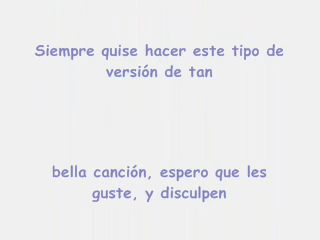 Siempre quise hacer este tipo de
versión de tan
bella canción, espero que les
guste, y disculpen